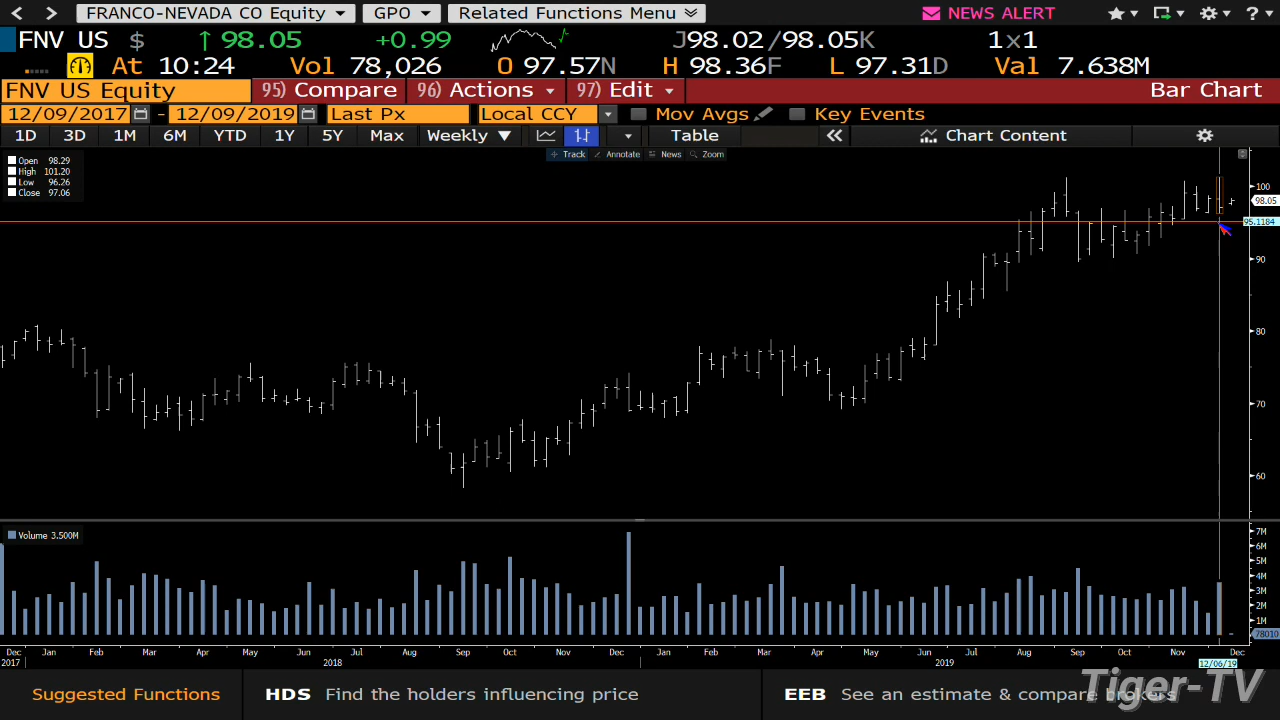 FRANCO-NEVADA CO Equity GPO Related Functions Menu NEWS ALERT
FNV US $ ↑ 98.05 +0.99 J98.02/98.05K 1x1
At 10:24 Vol 78,026 O 97.57N H 98.36F L 97.31D Val 7.638M
FNV US Equity 95) Compare 96) Actions 97) Edit Bar Chart
12/09/2017 - 12/09/2019 Last Px Local CCY Mov Avgs Key Events
1D 3D 1M 6M YTD 1Y 5Y Max Weekly Table Chart Content
Track Annotate News Zoom
Open 98.29
High 101.20
Low 96.26
Close 97.06
100
98.05
95.1184
90
80
70
60
Volume 3.500M
7M
6M
5M
4M
3M
2M
1M
78010
Dec Jan Feb Mar Apr May Jun Jul Aug Sep Oct Nov Dec Jan Feb Mar Apr May Jun Jul Aug Sep Oct Nov Dec
2017 2018 2019 12/06/19
Tiger-TV
Suggested Functions HDS Find the holders influencing price EEB See an estimate & compare brokers